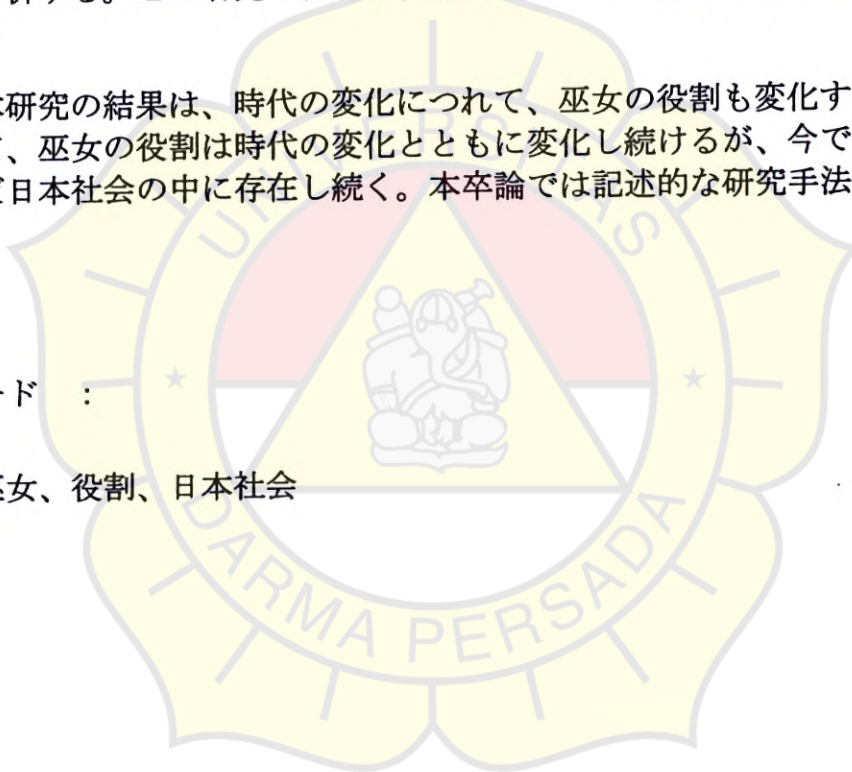 本研究の結果は、時代の変化につれて、巫女の役割も変化す
、巫女の役割は時代の変化とともに変化し続けるが、今で
日本社会の中に存在し続く。本卒論では記述的な研究手法
ード :
巫女、役割、日本社会
UNIVERSITAS
DARMA PERSADA